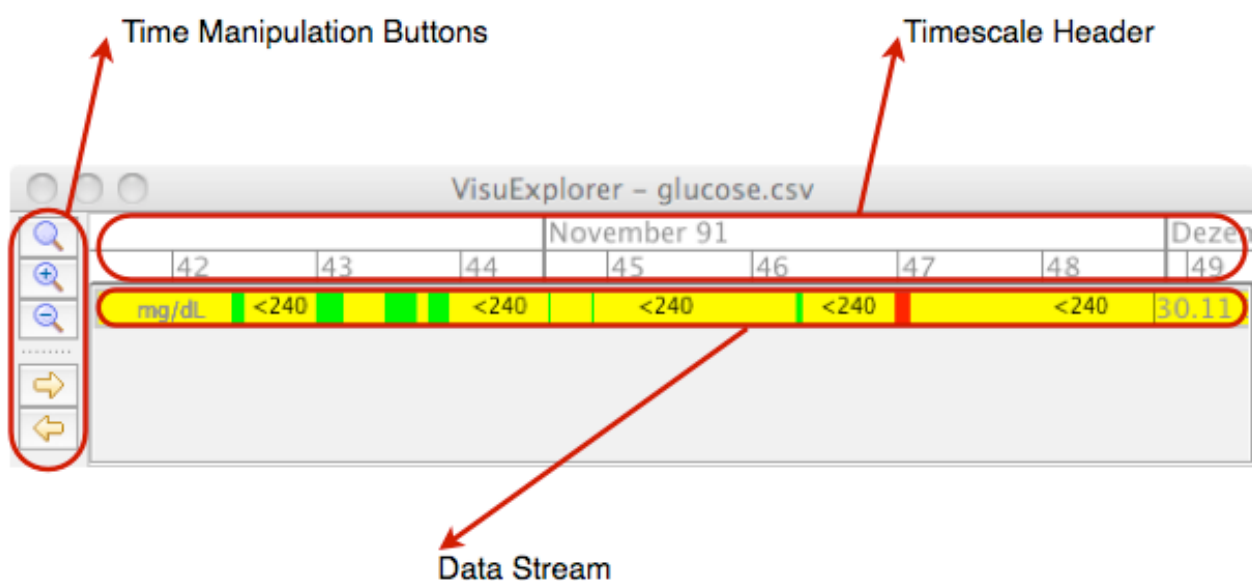 Time Manipulation Buttons
Timescale Header
VisuExplorer – glucose.csv
November 91
Dezem
42 43 44 45 46 47 48 49
mg/dL <240 <240 <240 <240 <240 30.11
Data Stream